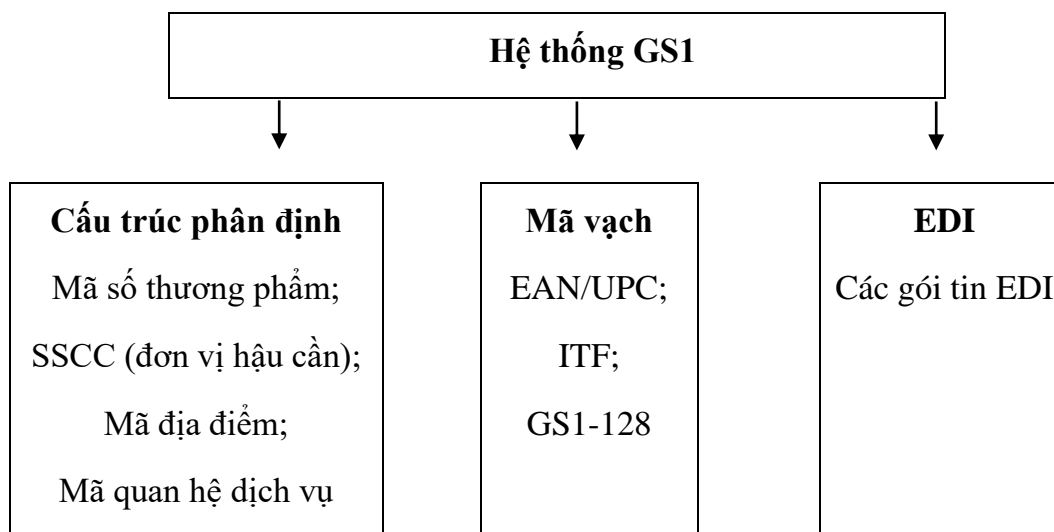 Hệ thống GS1
Cấu trúc phân định
Mã số thương phẩm;
SSCC (đơn vị hậu cần);
Mã địa điểm;
Mã quan hệ dịch vụ
Mã vạch
EAN/UPC;
ITF;
GS1-128
EDI
Các gói tin EDI